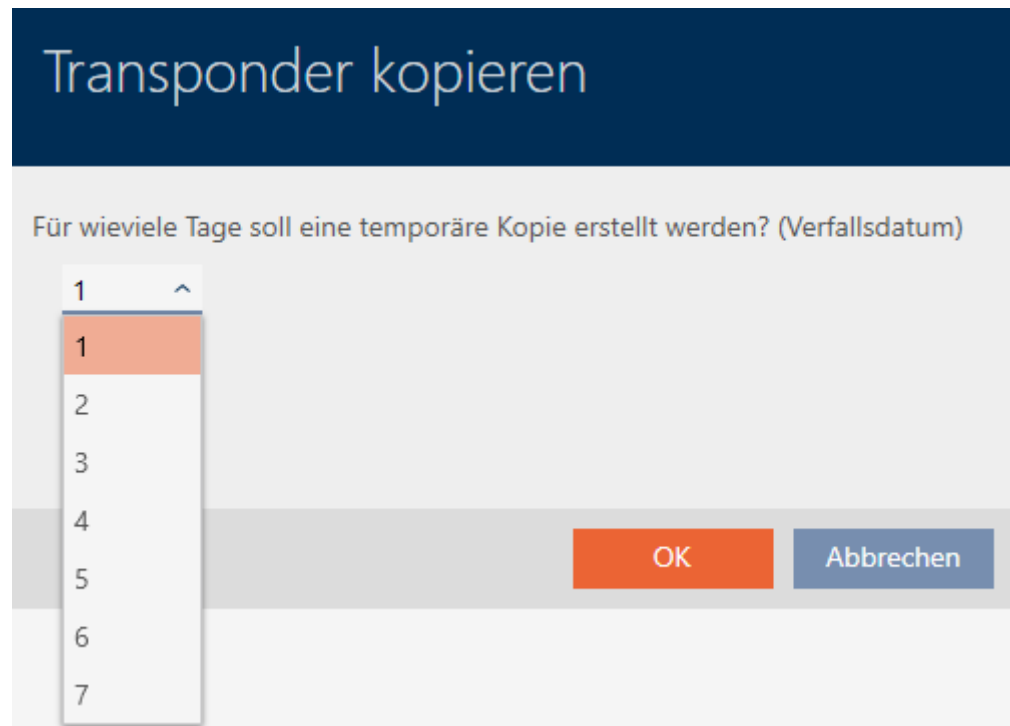 Transponder kopieren
Für wieviele Tage soll eine temporäre Kopie erstellt werden? (Verfallsdatum)
1
1
2
3
4
5
6
7
OK
Abbrechen